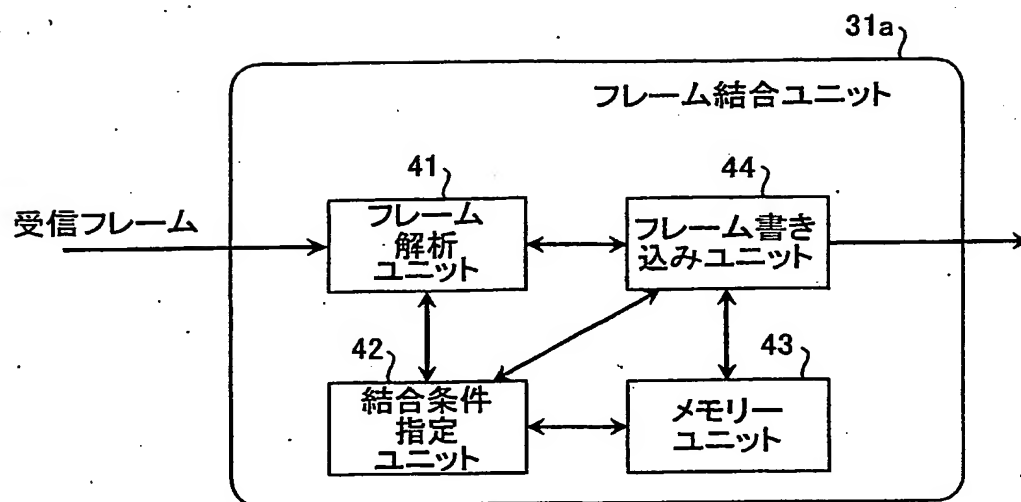 31a
フレーム結合ユニット
41
44
受信フレーム
フレーム
解析
ユニット
フレーム書き
込みユニット
42
43
結合条件
指定
ユニット
メモリー
ユニット